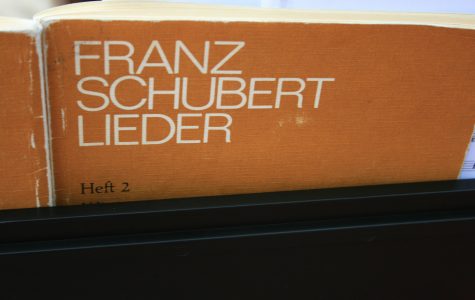 FRANZ
SCHUBERT
LIEDER
Heft 2